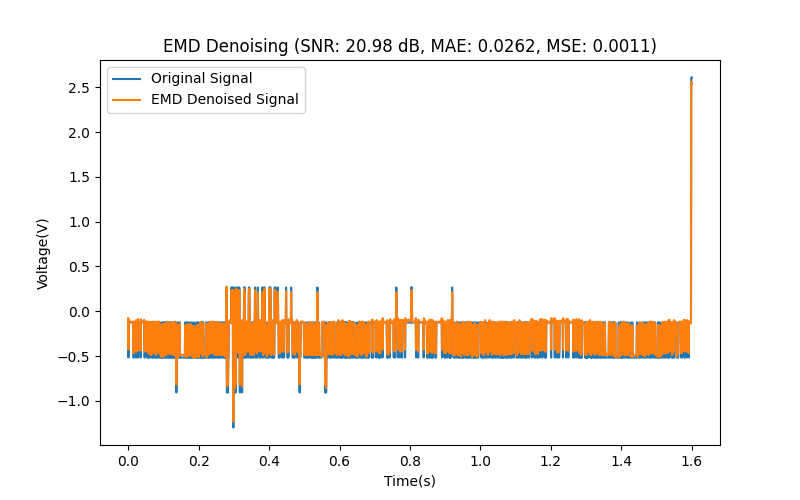 EMD Denoising (SNR: 20.98 dB, MAE: 0.0262, MSE: 0.0011)
Original Signal
EMD Denoised Signal
2.5
2.0
1.5
1.0
0.5
0.0
−0.5
−1.0
Voltage(V)
0.0 0.2 0.4 0.6 0.8 1.0 1.2 1.4 1.6
Time(s)